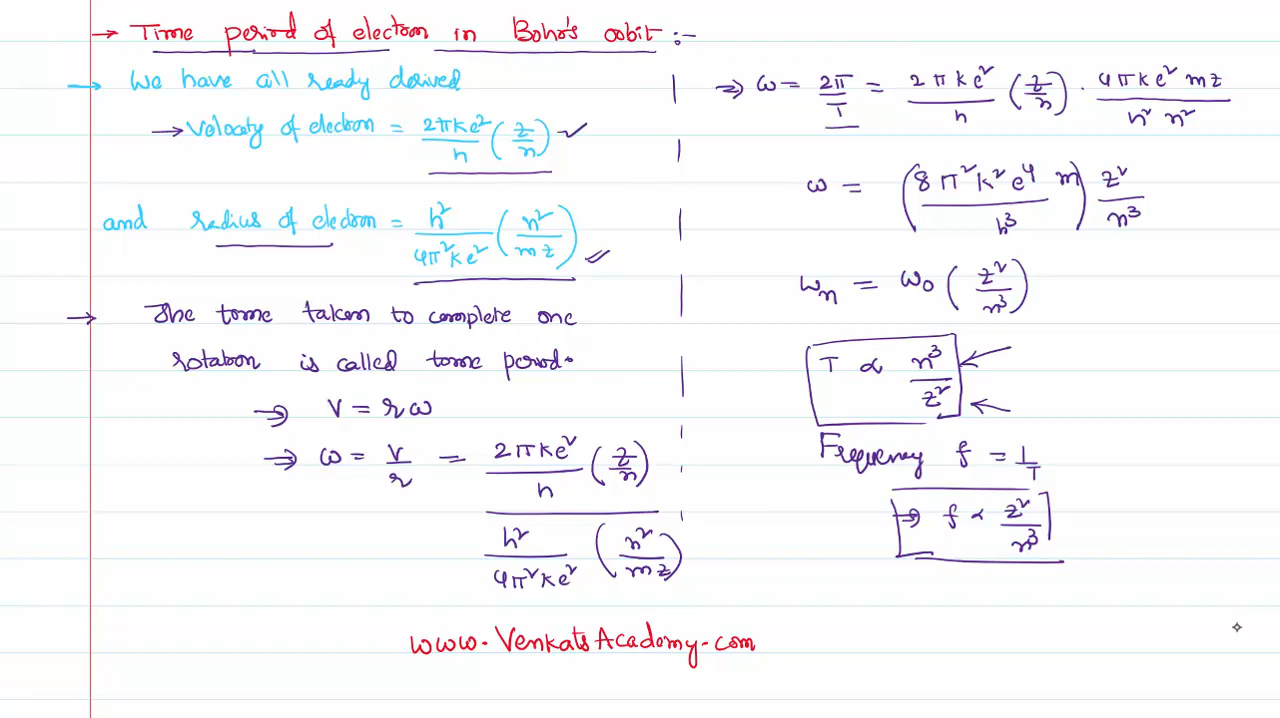 → Time period of electron in Bohr's orbit :-
→ We have all ready derived
→ Velocity of electron = 2πke²/h (z/n) ✓
and radius of electron = h²/4π²ke² (n²/mz) ✓
→ The time taken to complete one
rotation is called time period.
⇒ V = rω
⇒ ω = v/r = 2πke²/h (z/n) / h²/4π²ke² (n²/mz)
⇒ ω = 2π/T = 2πke²/h (z/n) · 4πke² mz/h² n²
ω = (8π²k²e⁴ m/h³) z²/n³
ωn = ω0 (z²/n³)
T ∝ n³/z²
Frequency f = 1/T
⇒ f ∝ z²/n³
www.VenkatsAcademy.com